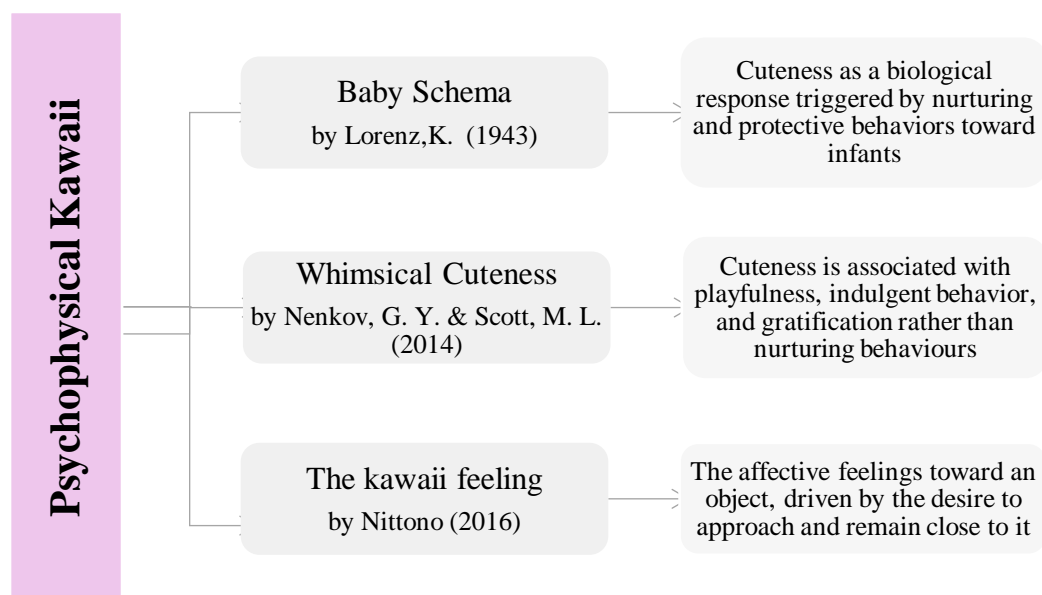 Psychophysical Kawaii
Baby Schema
by Lorenz,K. (1943)
Cuteness as a biological
response triggered by nurturing
and protective behaviors toward
infants
Whimsical Cuteness
by Nenkov, G. Y. & Scott, M. L.
(2014)
Cuteness is associated with
playfulness, indulgent behavior,
and gratification rather than
nurturing behaviours
The kawaii feeling
by Nittono (2016)
The affective feelings toward an
object, driven by the desire to
approach and remain close to it